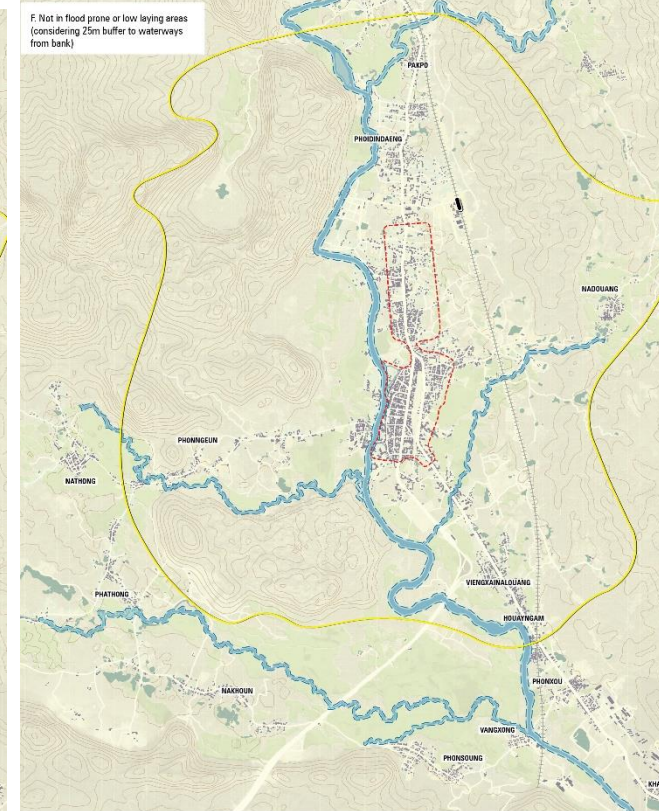 F. Not in flood prone or low laying areas
(considering 25m buffer to waterways
from bank)
PAKPO
PHOIDINDAENG
NADOUANG
PHONNGEUN
NATHONG
VIENGXAINALOUANG
PHATHONG
HOUAYNGAM
PHONXOU
NAKHOUN
VANGXONG
PHONSOUNG
KHA